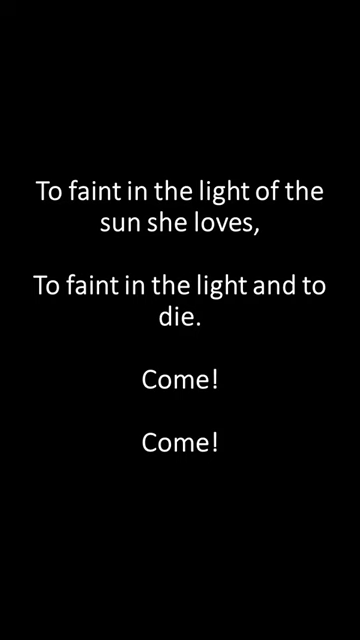 To faint in the light of the
sun she loves,
To faint in the light and to
die.
Come!
Come!